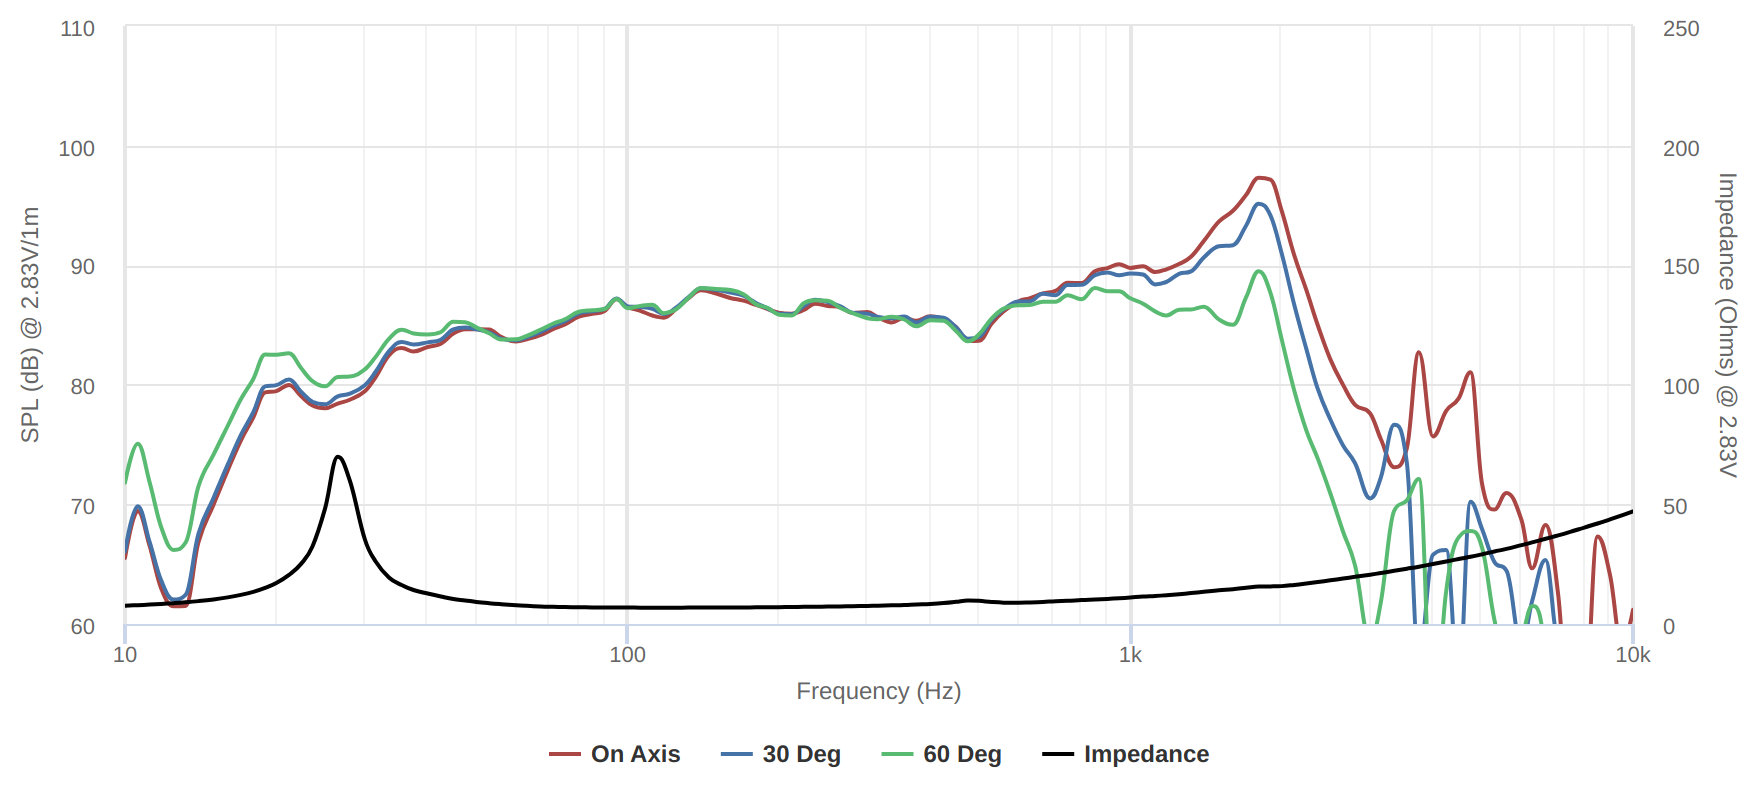 110
100
90
80
70
60
SPL (dB) @ 2.83V/1m
250
200
150
100
50
0
Impedance (Ohms) @ 2.83V
10
100
1k
10k
Frequency (Hz)
On Axis
30 Deg
60 Deg
Impedance